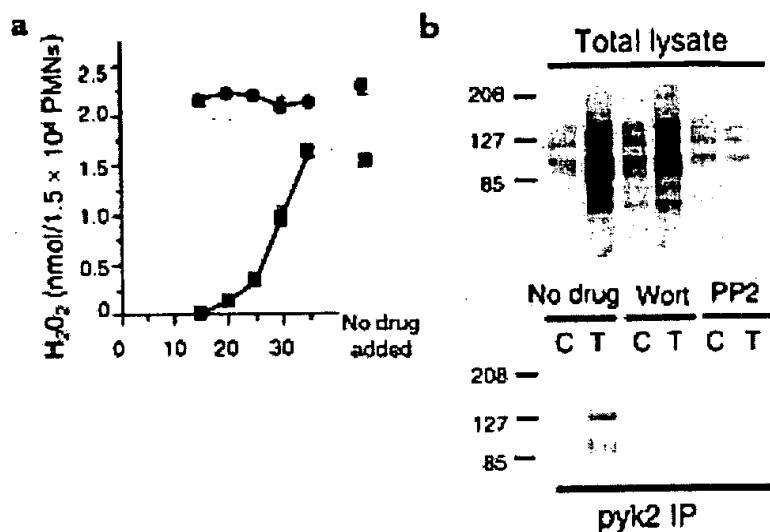 a
H₂O₂ (nmol/1.5 × 10⁴ PMNs)
2.5
2.0
1.5
1.0
0.5
0
0 10 20 30 No drug
added
b
Total lysate
208
127
85
No drug Wort PP2
C T C T C T
208
127
85
pyk2 IP